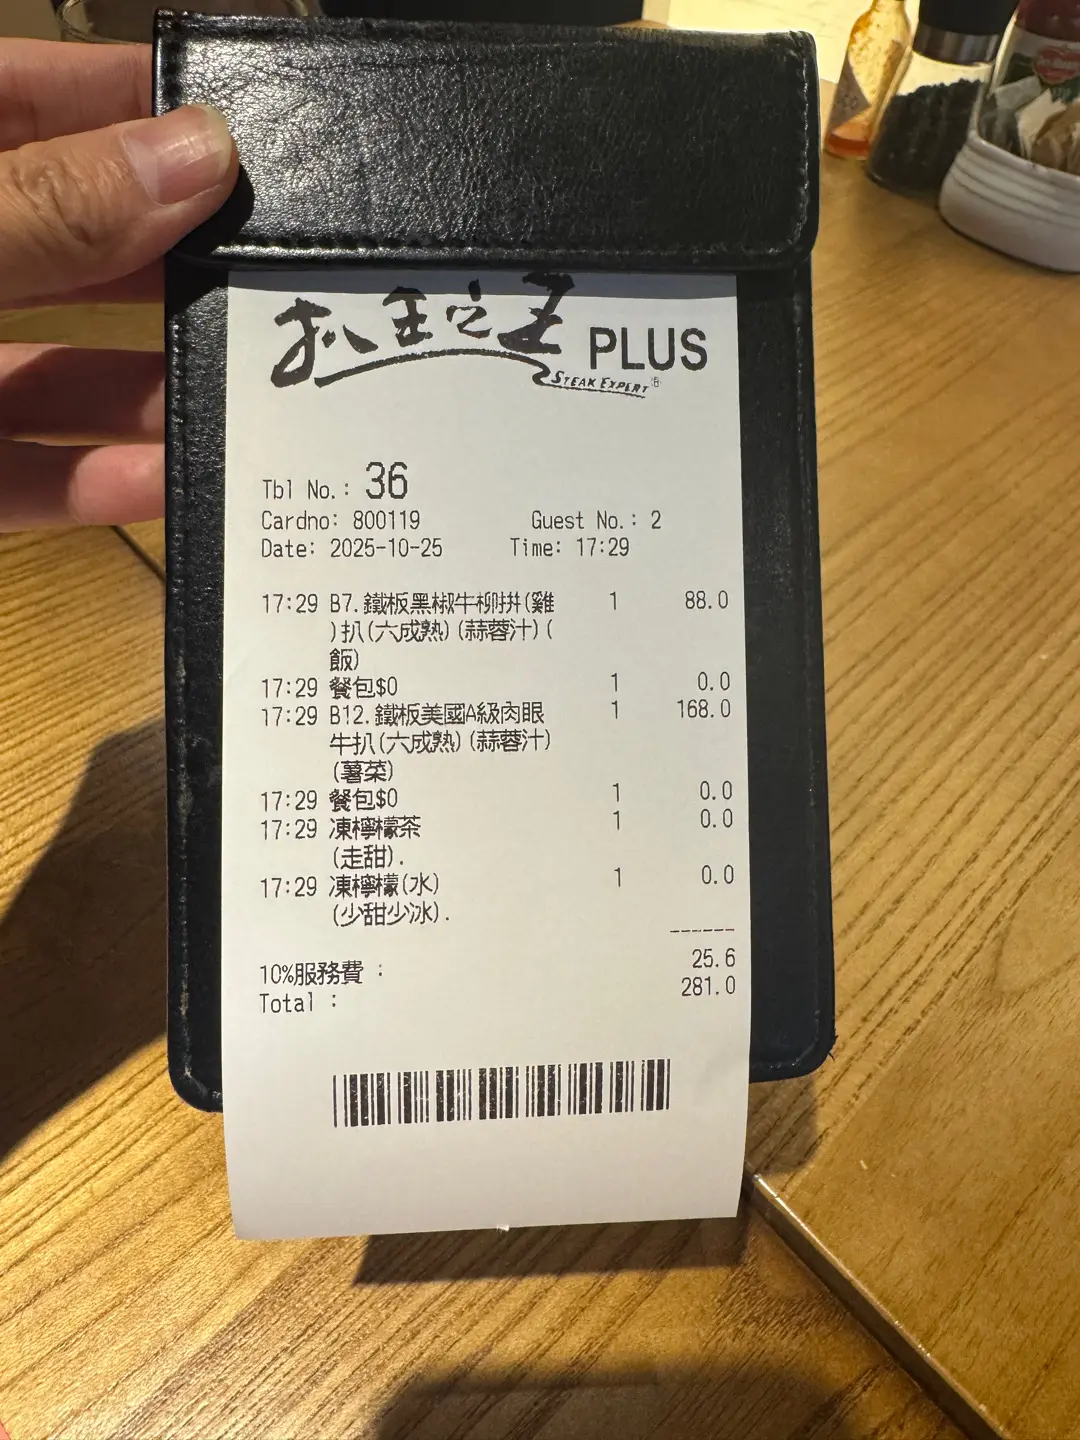 扒王之王 PLUS
STEAK EXPERT®
Tbl No.: 36
Cardno: 800119 Guest No.: 2
Date: 2025-10-25 Time: 17:29
17:29 B7.鐵板黑椒牛柳拼(雞 1 88.0
)扒(六成熟)(蒜蓉汁)(
飯)
17:29 餐包$0 1 0.0
17:29 B12.鐵板美國A級肉眼 1 168.0
牛扒(六成熟)(蒜蓉汁)
(薯菜)
17:29 餐包$0 1 0.0
17:29 凍檸檬茶 1 0.0
(走甜).
17:29 凍檸檬(水) 1 0.0
(少甜少冰).
------
10%服務費 : 25.6
Total : 281.0